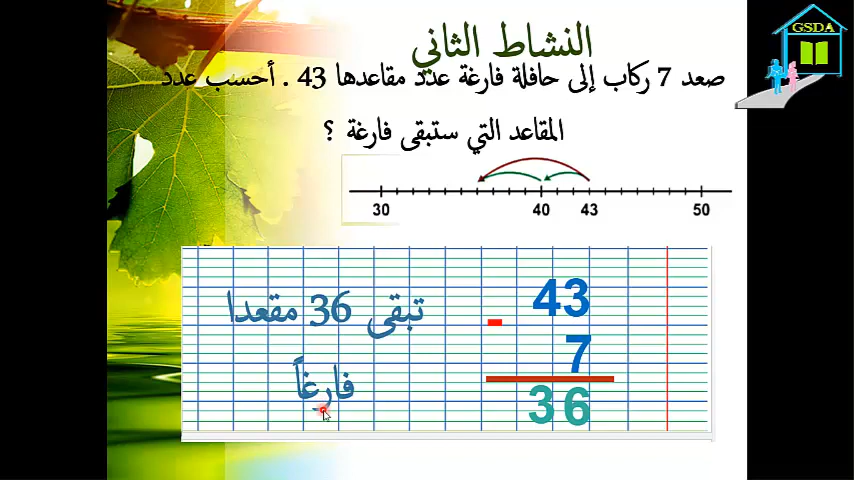 النشاط الثاني
صعد 7 ركاب إلى حافلة فارغة عدد مقاعدها 43 . أحسب عدد
المقاعد التي ستبقى فارغة ؟
30 40 43 50
43
-
7
36
تبقى 36 مقعدا
فارغاً
GSDA